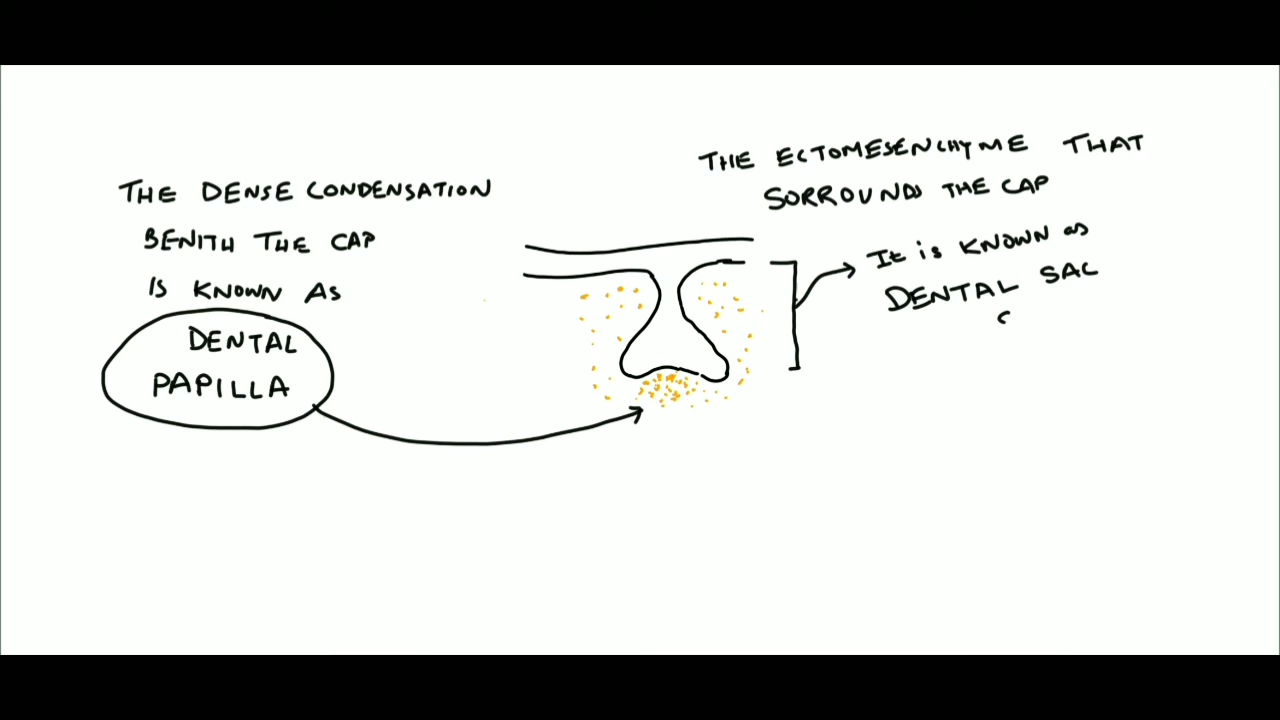 THE DENSE CONDENSATION
BENITH THE CAP
IS KNOWN AS
DENTAL
PAPILLA
THE ECTOMESENCHYME THAT
SORROUNDS THE CAP
It is KNOWN as
DENTAL SAC